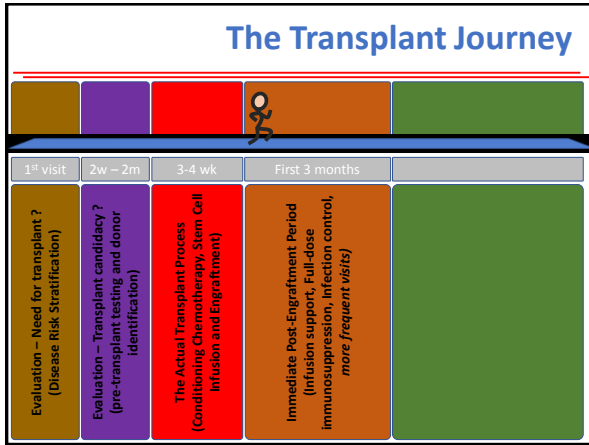 The Transplant Journey
1st visit
2w – 2m
3-4 wk
First 3 months
Evaluation – Need for transplant ?
(Disease Risk Stratification)
Evaluation – Transplant candidacy ?
(pre-transplant testing and donor
identification)
The Actual Transplant Process
(Conditioning Chemotherapy, Stem Cell
Infusion and Engraftment)
Immediate Post-Engraftment Period
(Infusion support, Full-dose
immunosuppression, Infection control,
more frequent visits)